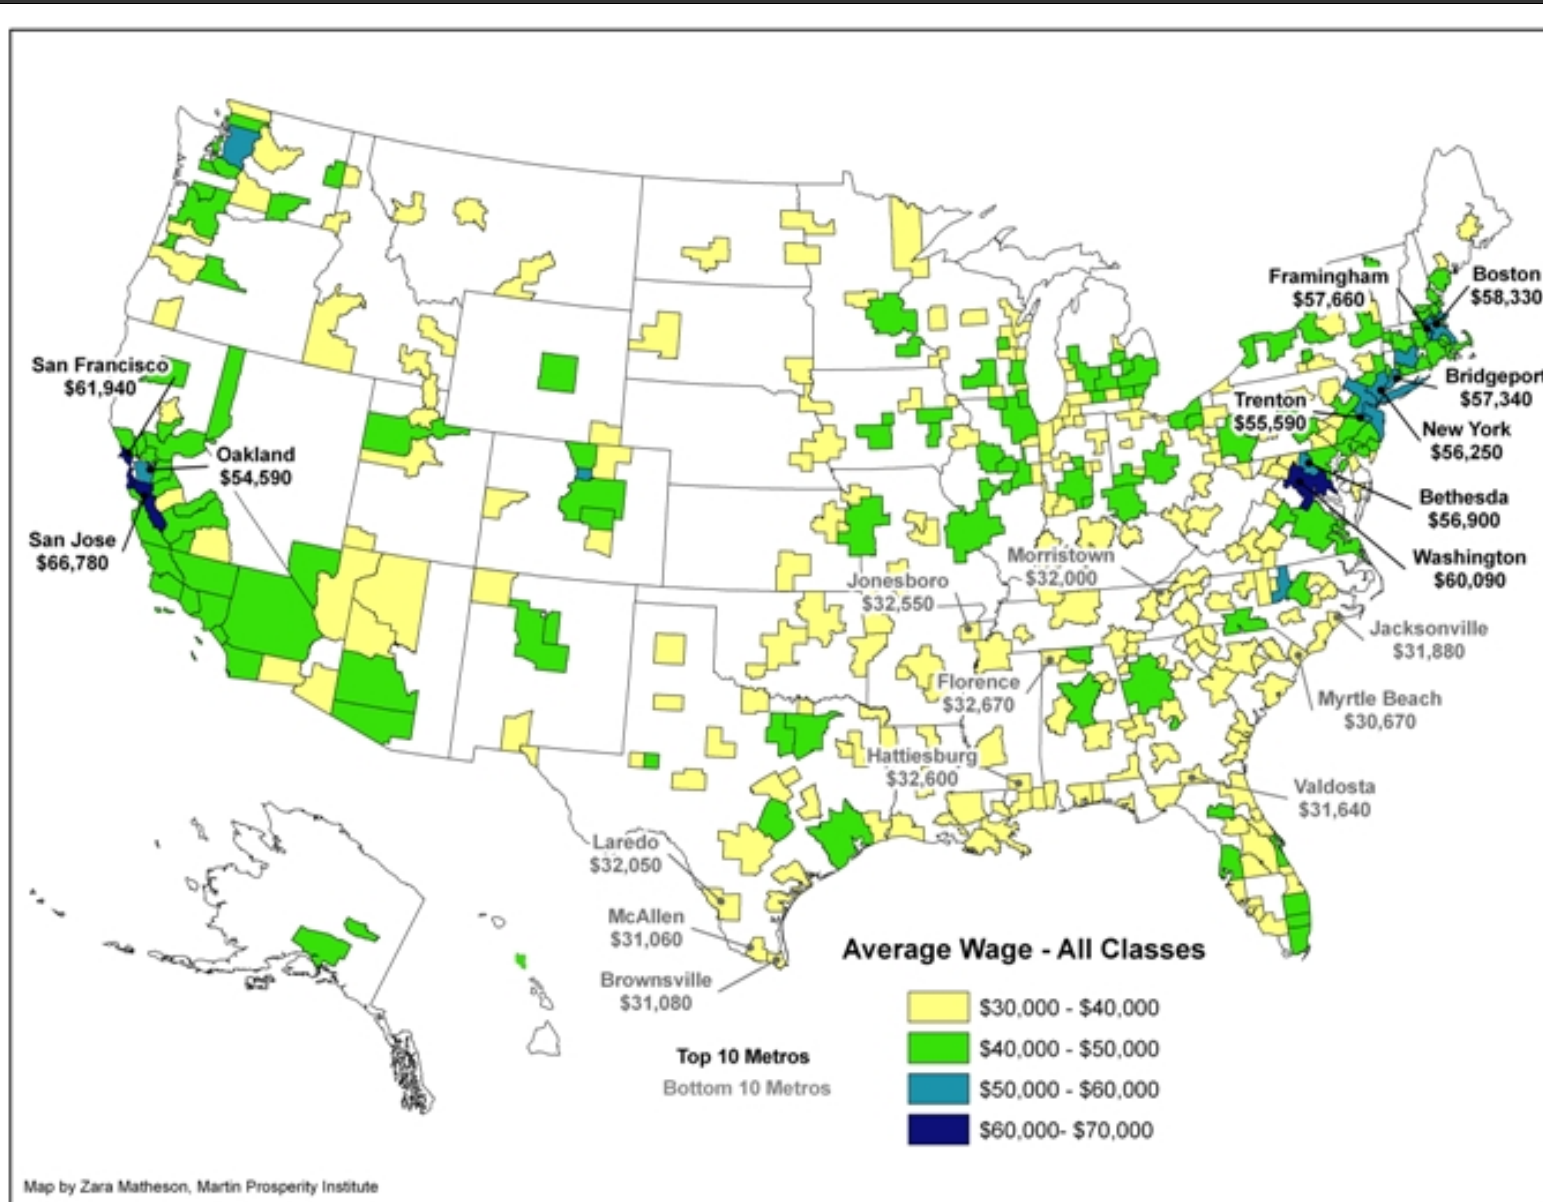 Framingham
$57,660
Boston
$58,330
San Francisco
$61,940
Bridgeport
$57,340
Trenton
$55,590
New York
$56,250
Oakland
$54,590
Bethesda
$56,900
San Jose
$66,780
Washington
$60,090
Morristown
$32,000
Jonesboro
$32,550
Jacksonville
$31,880
Florence
$32,670
Myrtle Beach
$30,670
Hattiesburg
$32,600
Valdosta
$31,640
Laredo
$32,050
McAllen
$31,060
Brownsville
$31,080
Average Wage - All Classes
$30,000 - $40,000
$40,000 - $50,000
$50,000 - $60,000
$60,000- $70,000
Top 10 Metros
Bottom 10 Metros
Map by Zara Matheson, Martin Prosperity Institute